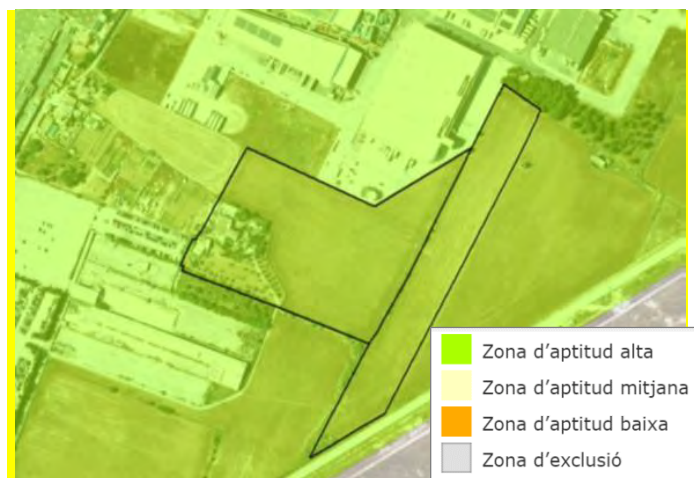 Zona d’aptitud alta
Zona d’aptitud mitjana
Zona d’aptitud baixa
Zona d’exclusió